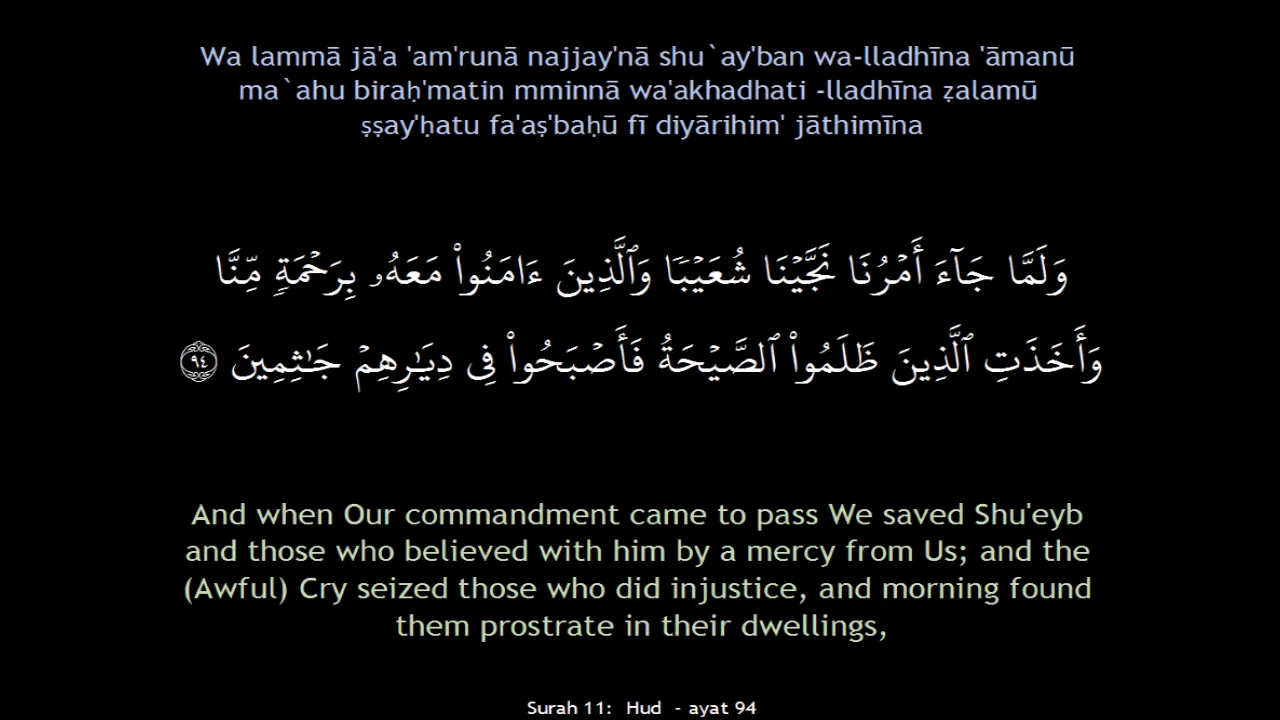 Wa lammā jā'a 'am'runā najjay'nā shu`ay'ban wa-lladhīna 'āmanū
ma`ahu biraḥ'matin mminnā wa'akhadhati -lladhīna ẓalamū
ṣṣay'ḥatu fa'aṣ'baḥū fī diyārihim' jāthimīna
وَلَمَّا جَآءَ أَمْرُنَا نَجَّيْنَا شُعَيْبًا وَٱلَّذِينَ ءَامَنُوا۟ مَعَهُۥ بِرَحْمَةٍ مِّنَّا
وَأَخَذَتِ ٱلَّذِينَ ظَلَمُوا۟ ٱلصَّيْحَةُ فَأَصْبَحُوا۟ فِى دِيَـٰرِهِمْ جَـٰثِمِينَ ٩٤
And when Our commandment came to pass We saved Shu'eyb
and those who believed with him by a mercy from Us; and the
(Awful) Cry seized those who did injustice, and morning found
them prostrate in their dwellings,
Surah 11: Hud - ayat 94